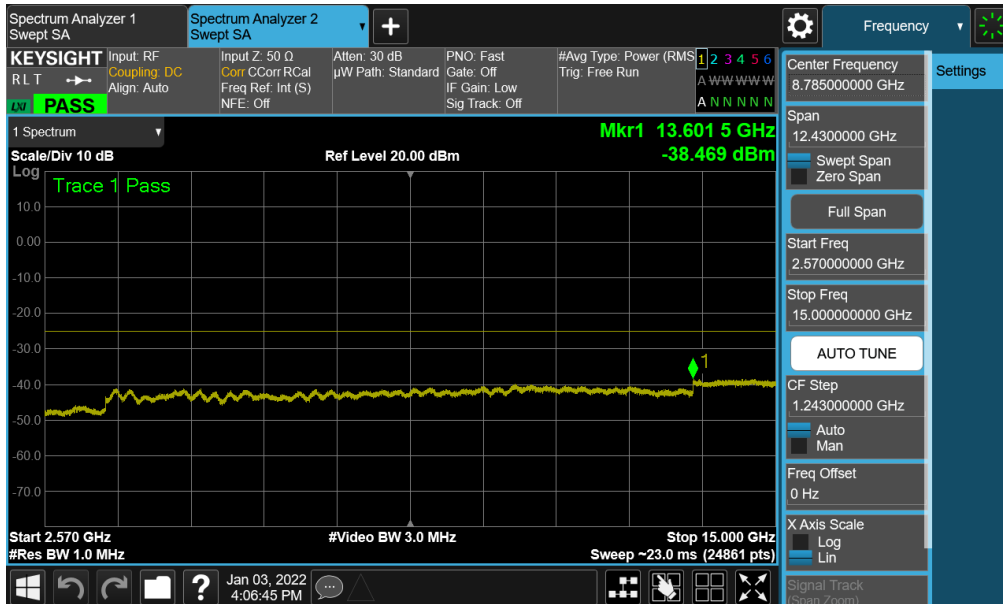 Spectrum Analyzer 1
Swept SA
Spectrum Analyzer 2
Swept SA
Frequency
KEYSIGHT
R L T
LXI
PASS
Input: RF
Coupling: DC
Align: Auto
Input Z: 50 Ω
Corr CCorr RCal
Freq Ref: Int (S)
NFE: Off
Atten: 30 dB
µW Path: Standard
PNO: Fast
Gate: Off
IF Gain: Low
Sig Track: Off
#Avg Type: Power (RMS
Trig: Free Run
1 2 3 4 5 6
A W W W W W
A N N N N N
1 Spectrum
Scale/Div 10 dB
Ref Level 20.00 dBm
Mkr1 13.601 5 GHz
-38.469 dBm
Log
Trace 1 Pass
10.0
0.00
-10.0
-20.0
-30.0
-40.0
-50.0
-60.0
-70.0
1
Start 2.570 GHz
#Res BW 1.0 MHz
#Video BW 3.0 MHz
Stop 15.000 GHz
Sweep ~23.0 ms (24861 pts)
Jan 03, 2022
4:06:45 PM
Center Frequency
8.785000000 GHz
Span
12.4300000 GHz
Swept Span
Zero Span
Full Span
Start Freq
2.570000000 GHz
Stop Freq
15.000000000 GHz
AUTO TUNE
CF Step
1.243000000 GHz
Auto
Man
Freq Offset
0 Hz
X Axis Scale
Log
Lin
Signal Track
(Span Zoom)
Settings